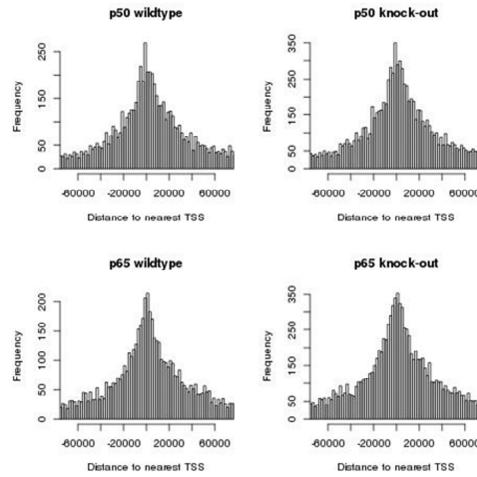 p50 wildtype
Frequency
0 50 150 250
-60000 -20000 20000 60000
Distance to nearest TSS
p50 knock-out
Frequency
0 50 150 250 350
-60000 -20000 20000 60000
Distance to nearest TSS
p65 wildtype
Frequency
0 50 100 150 200
-60000 -20000 20000 60000
Distance to nearest TSS
p65 knock-out
Frequency
0 50 150 250 350
-60000 -20000 20000 60000
Distance to nearest TSS